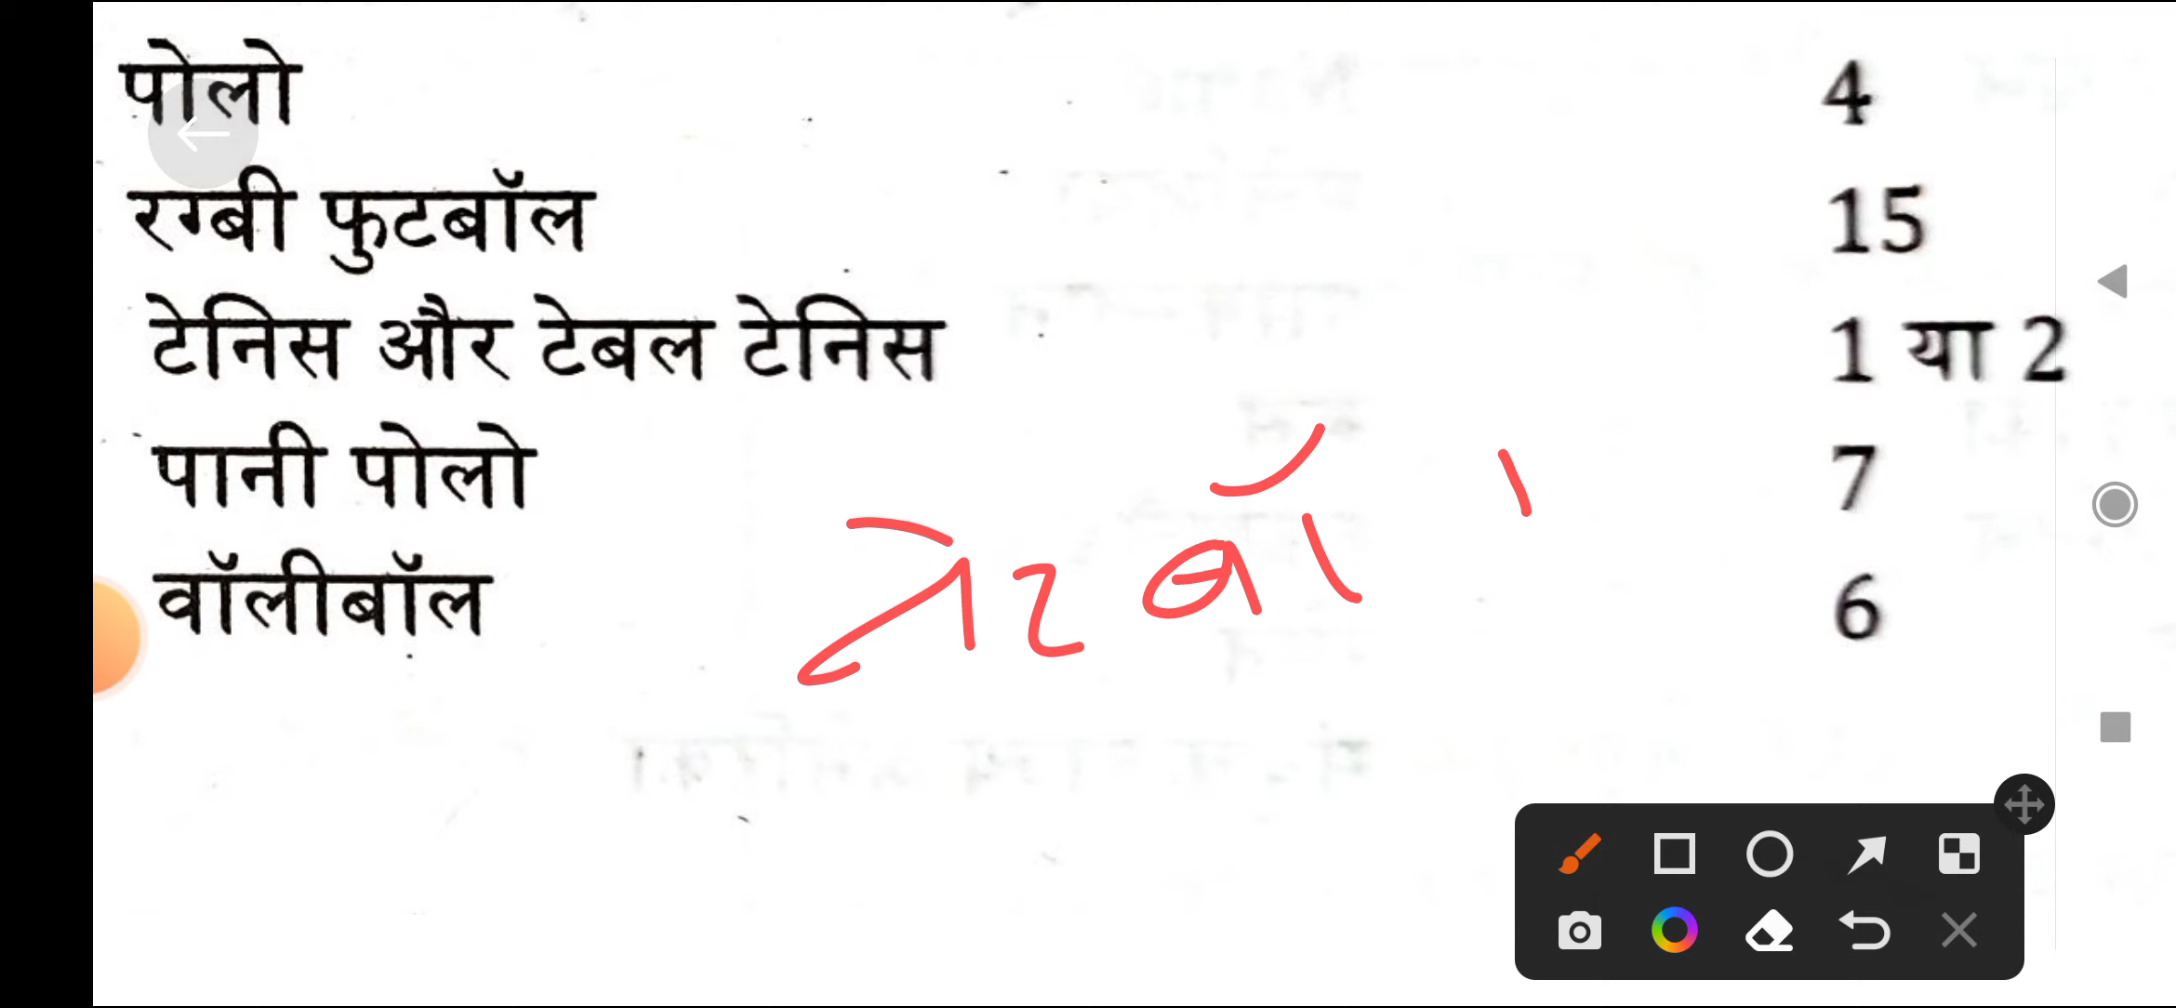 पोलो 4
रग्बी फुटबॉल 15
टेनिस और टेबल टेनिस 1 या 2
पानी पोलो 7
वॉलीबॉल 6